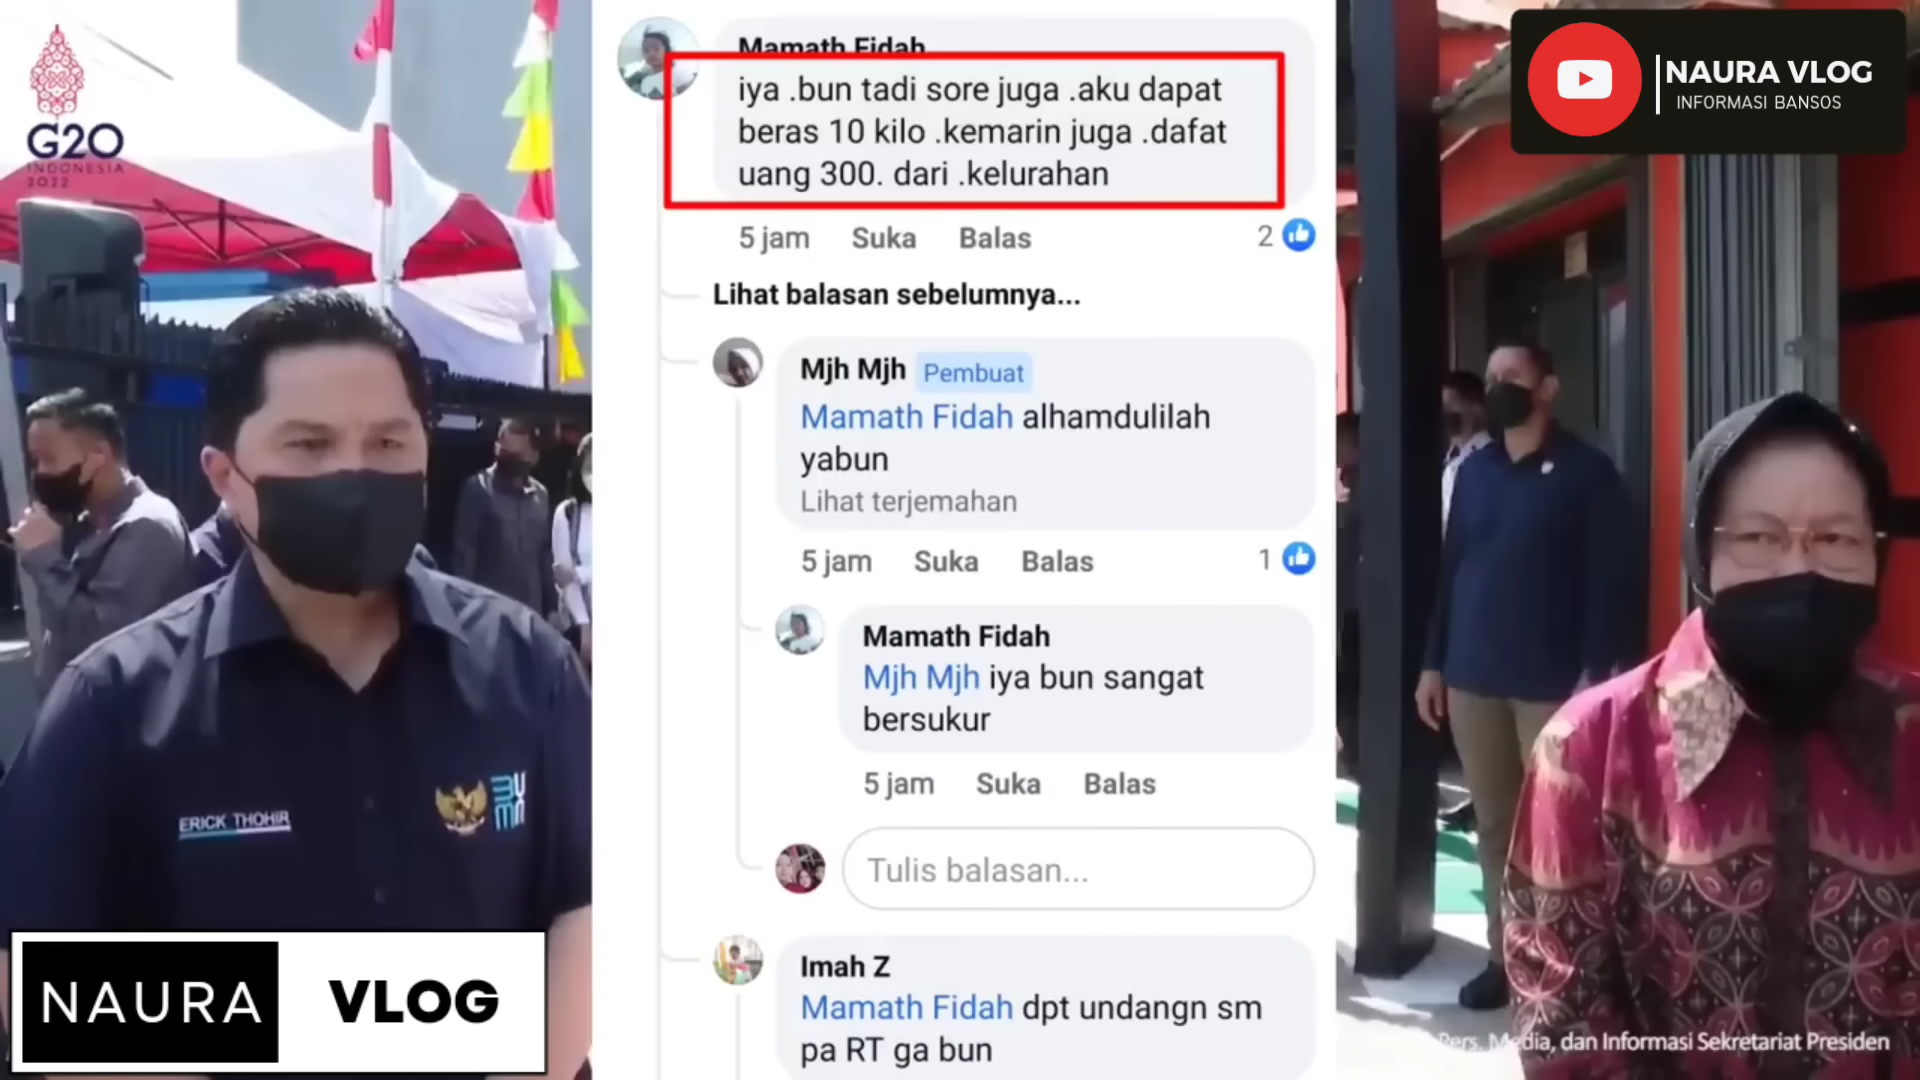 G20
INDONESIA
2022
ERICK THOHIR
NAURA VLOG
Mamath Fidah
iya .bun tadi sore juga .aku dapat
beras 10 kilo .kemarin juga .dafat
uang 300. dari .kelurahan
5 jam Suka Balas 2
Lihat balasan sebelumnya...
Mjh Mjh Pembuat
Mamath Fidah alhamdulilah
yabun
Lihat terjemahan
5 jam Suka Balas 1
Mamath Fidah
Mjh Mjh iya bun sangat
bersukur
5 jam Suka Balas
Tulis balasan...
Imah Z
Mamath Fidah dpt undangn sm
pa RT ga bun
NAURA VLOG
INFORMASI BANSOS
Pers, Media, dan Informasi Sekretariat Presiden